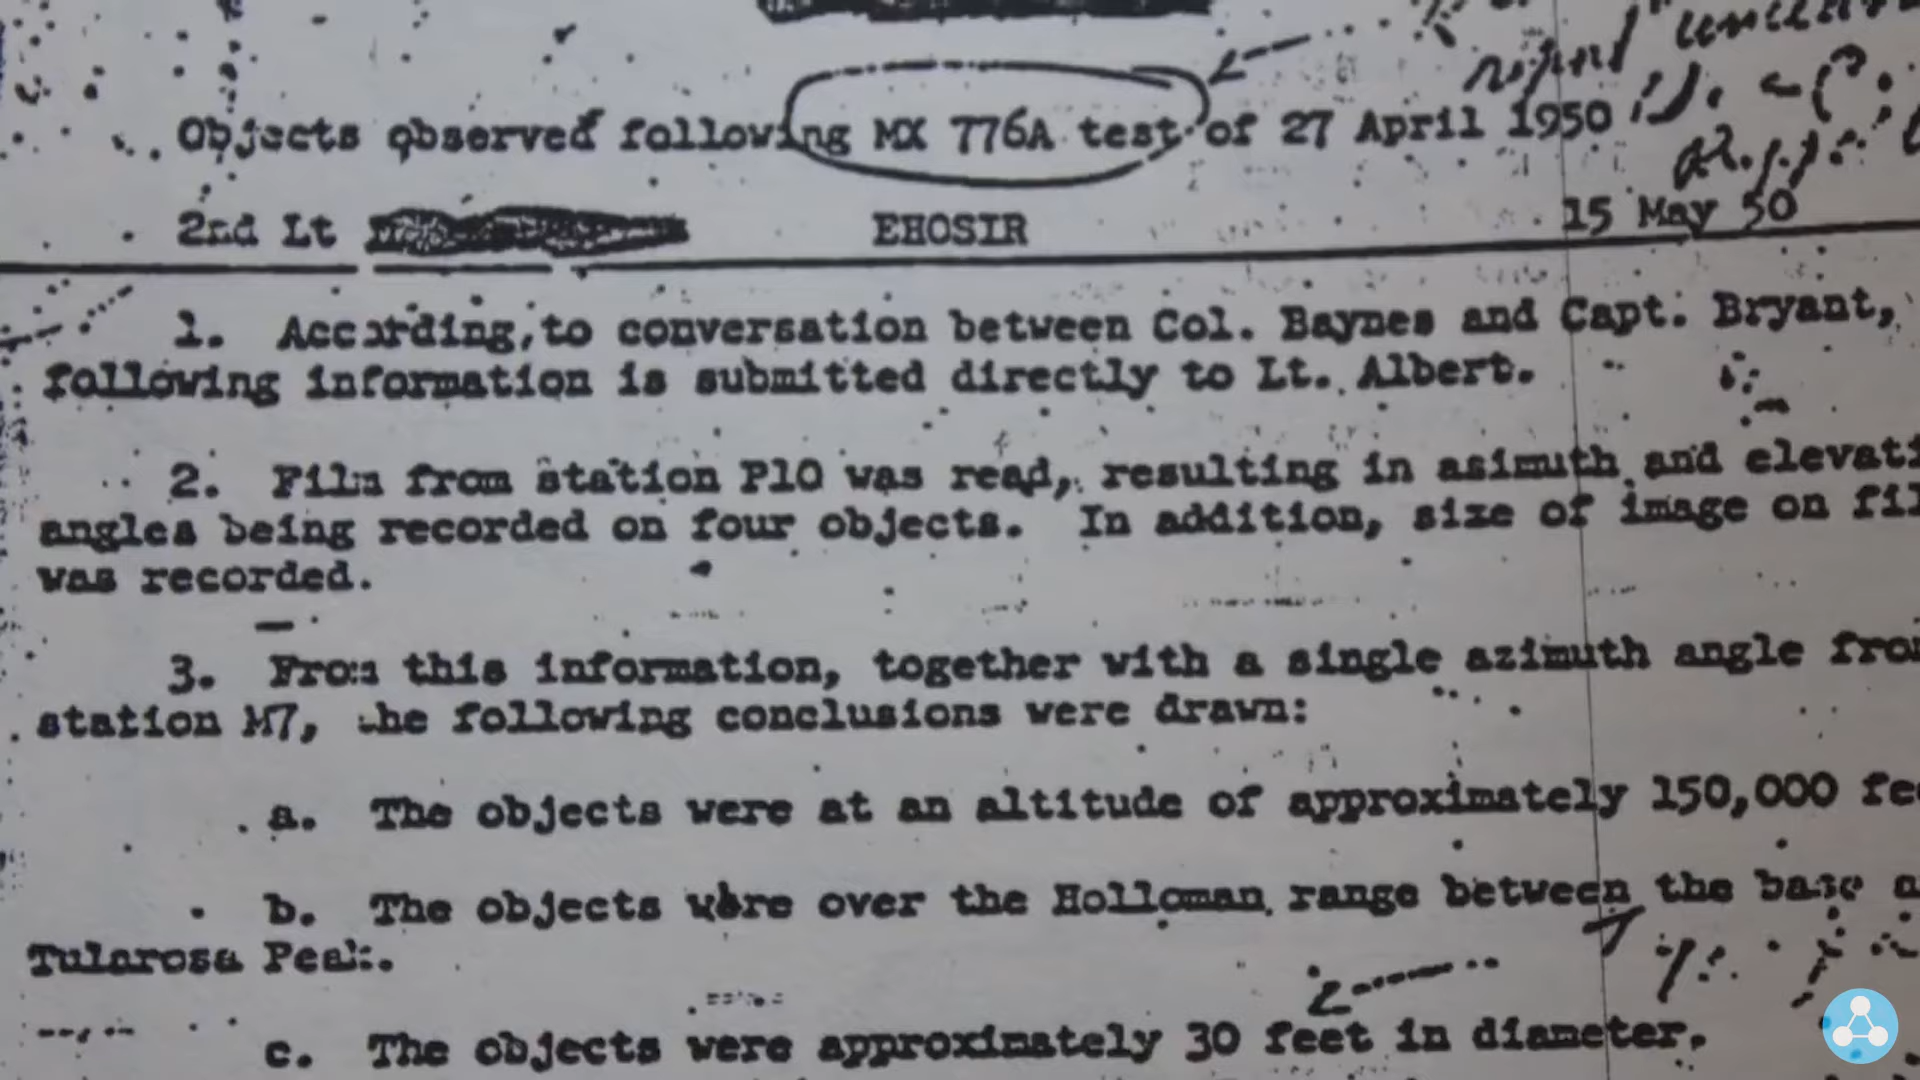 Objects observed following MX 776A test of 27 April 1950
2nd Lt EHOSIR 15 May 50
1. According to conversation between Col. Baynes and Capt. Bryant,
following information is submitted directly to Lt. Albert.
2. Film from station P10 was read, resulting in asimuth and elevati
angles being recorded on four objects. In addition, size of image on fil
was recorded.
3. From this information, together with a single azimuth angle from
station M7, the following conclusions were drawn:
a. The objects were at an altitude of approximately 150,000 fee
b. The objects were over the Holloman range between the base a
Tularosa Peak.
c. The objects were approximately 30 feet in diameter.